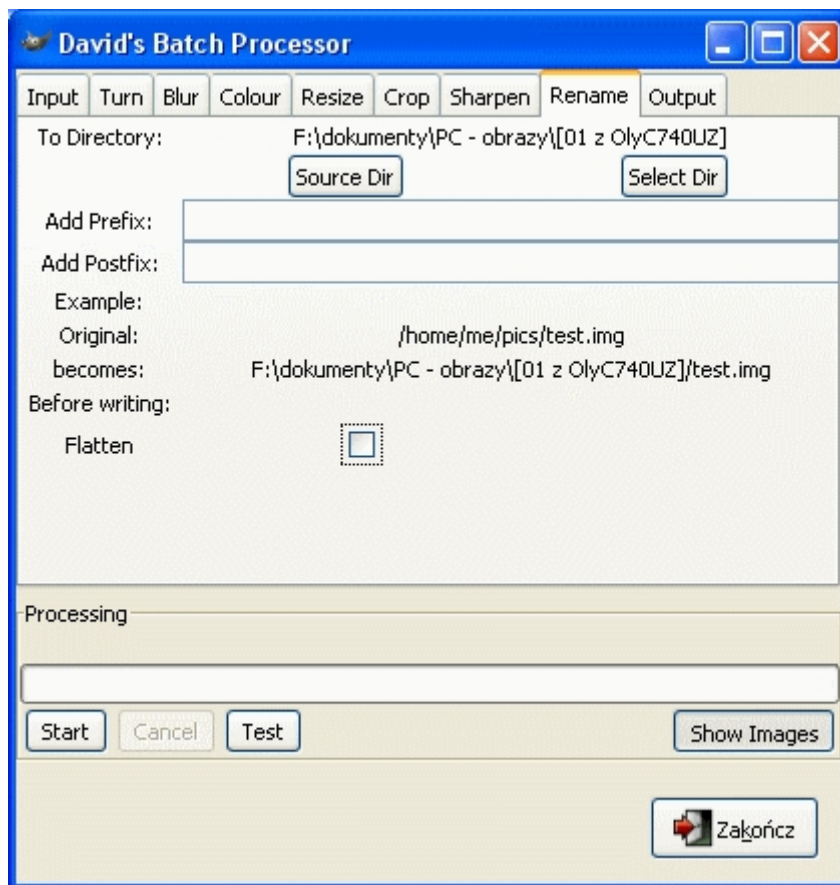 David's Batch Processor
Input Turn Blur Colour Resize Crop Sharpen Rename Output
To Directory: F:\dokumenty\PC - obrazy\[01 z OlyC740UZ]
Source Dir Select Dir
Add Prefix:
Add Postfix:
Example:
Original: /home/me/pics/test.img
becomes: F:\dokumenty\PC - obrazy\[01 z OlyC740UZ]/test.img
Before writing:
Flatten
Processing
Start Cancel Test Show Images
Zakończ